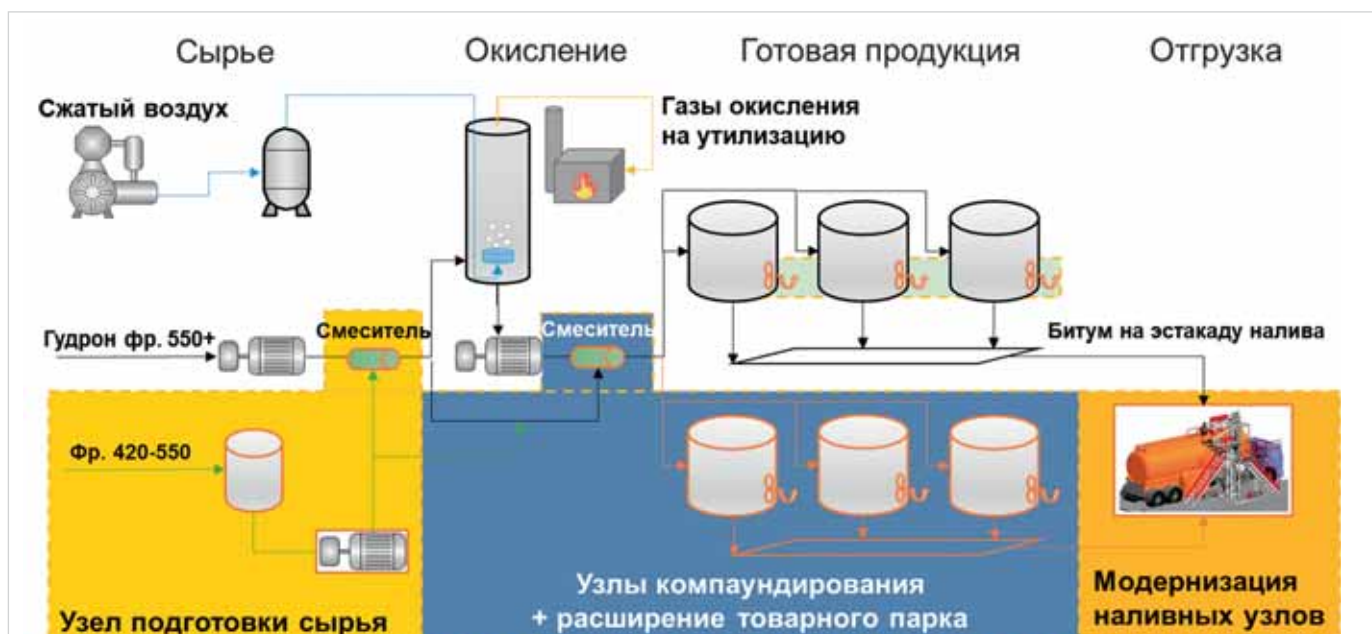 Сырье
Окисление
Готовая продукция
Отгрузка
Сжатый воздух
Газы окисления
на утилизацию
Гудрон фр. 550+
Смеситель
Смеситель
Битум на эстакаду налива
Фр. 420-550
Узел подготовки сырья
Узлы компаундирования
+ расширение товарного парка
Модернизация
наливных узлов